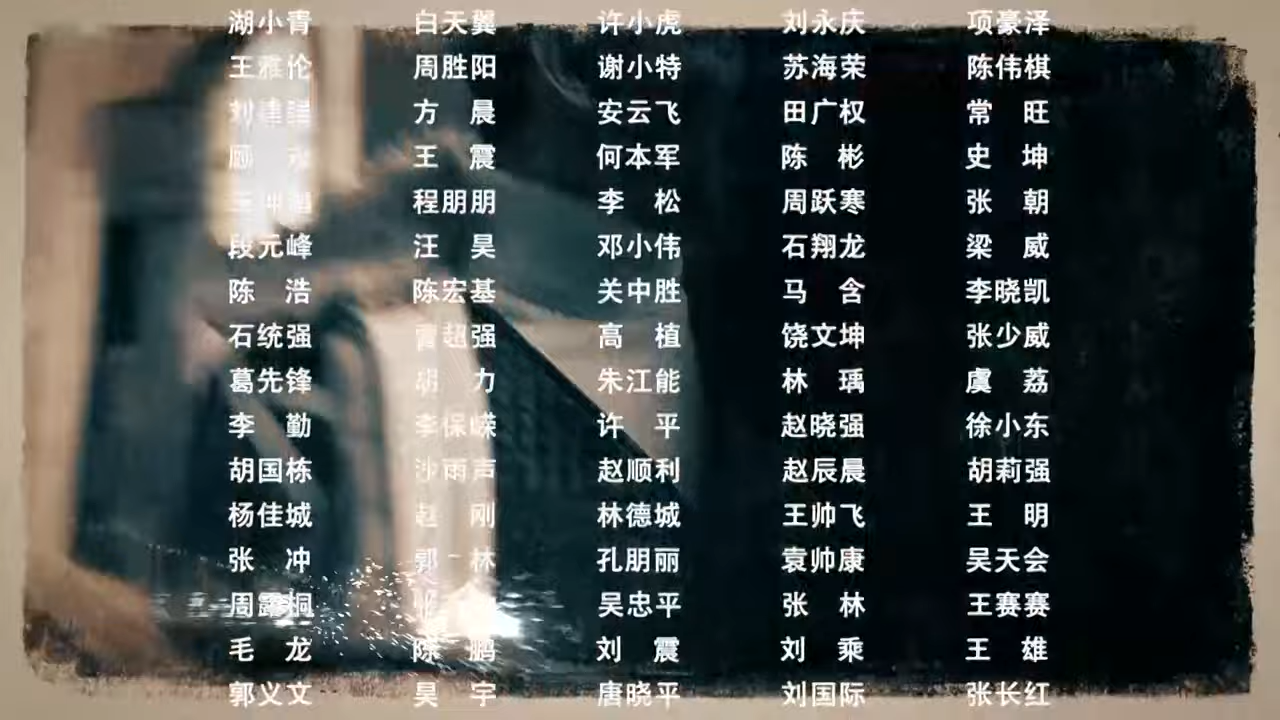 湖小青 白天翼 许小虎 刘永庆 项豪泽
王雅伦 周胜阳 谢小特 苏海荣 陈伟棋
刘建 方 晨 安云飞 田广权 常 旺
顾 王 震 何本军 陈 彬 史 坤
王 程朋朋 李 松 周跃寒 张 朝
段元峰 汪 昊 邓小伟 石翔龙 梁 威
陈 浩 陈宏基 关中胜 马 含 李晓凯
石统强 曹超强 高 植 饶文坤 张少威
葛先锋 胡 力 朱江能 林 瑀 虞 荔
李 勤 李保嵘 许 平 赵晓强 徐小东
胡国栋 沙雨声 赵顺利 赵辰晨 胡莉强
杨佳城 赵 刚 林德城 王帅飞 王 明
张 冲 郭 林 孔朋丽 袁帅康 吴天会
周露桐 张 吴忠平 张 林 王赛赛
毛 龙 陈 鹏 刘 震 刘 乘 王 雄
郭义文 吴 宇 唐晓平 刘国际 张长红